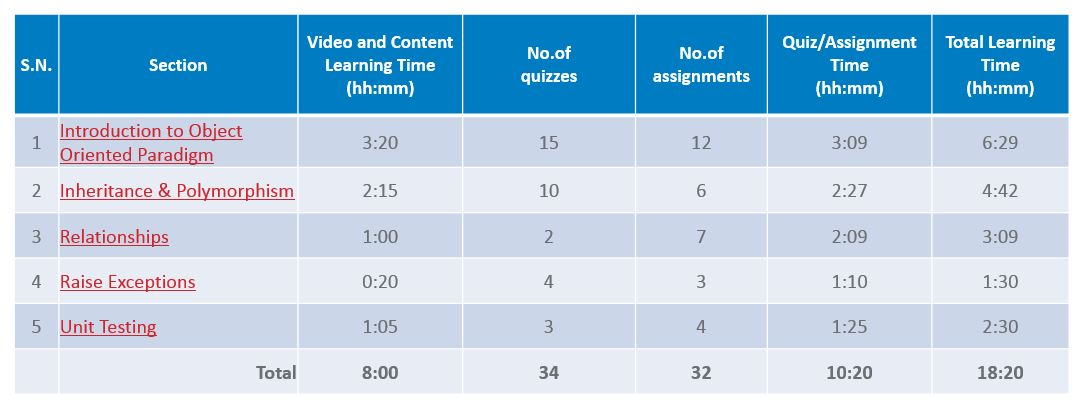 S.N. Section Video and Content Learning Time (hh:mm) No.of quizzes No.of assignments Quiz/Assignment Time (hh:mm) Total Learning Time (hh:mm)
1 Introduction to Object Oriented Paradigm 3:20 15 12 3:09 6:29
2 Inheritance & Polymorphism 2:15 10 6 2:27 4:42
3 Relationships 1:00 2 7 2:09 3:09
4 Raise Exceptions 0:20 4 3 1:10 1:30
5 Unit Testing 1:05 3 4 1:25 2:30
Total 8:00 34 32 10:20 18:20